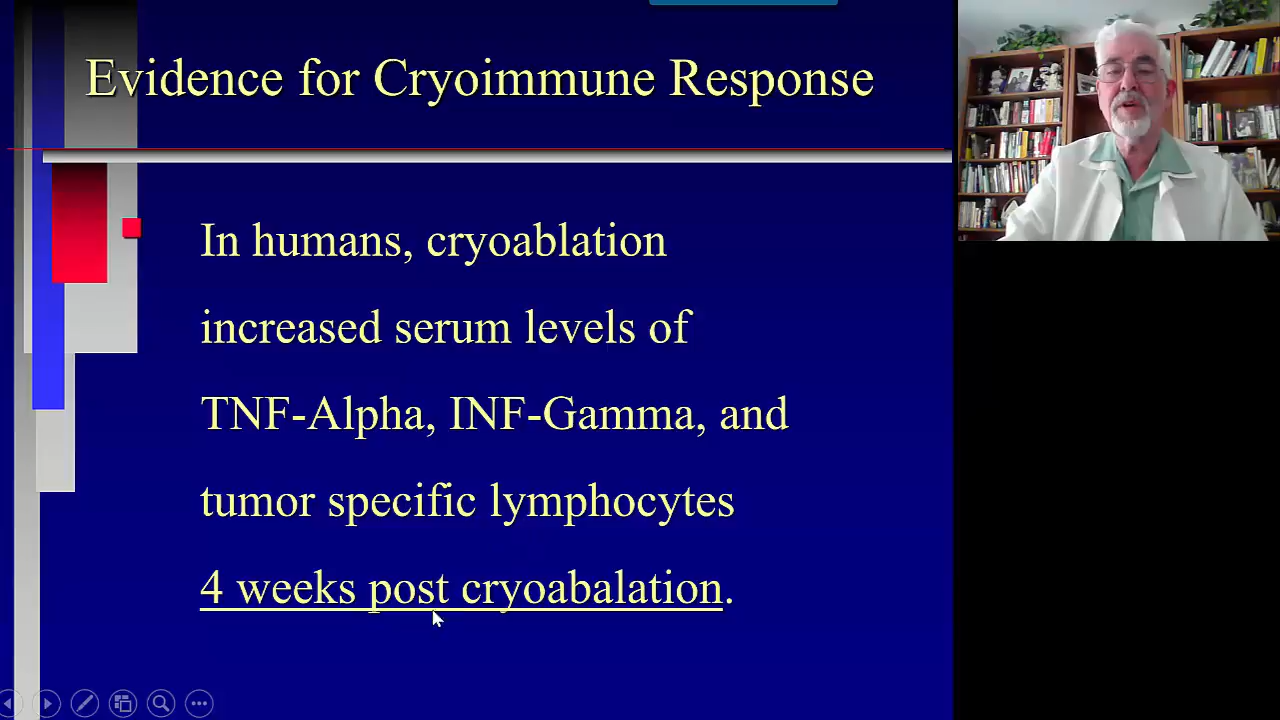 Evidence for Cryoimmune Response
In humans, cryoablation
increased serum levels of
TNF-Alpha, INF-Gamma, and
tumor specific lymphocytes
4 weeks post cryoabalation.